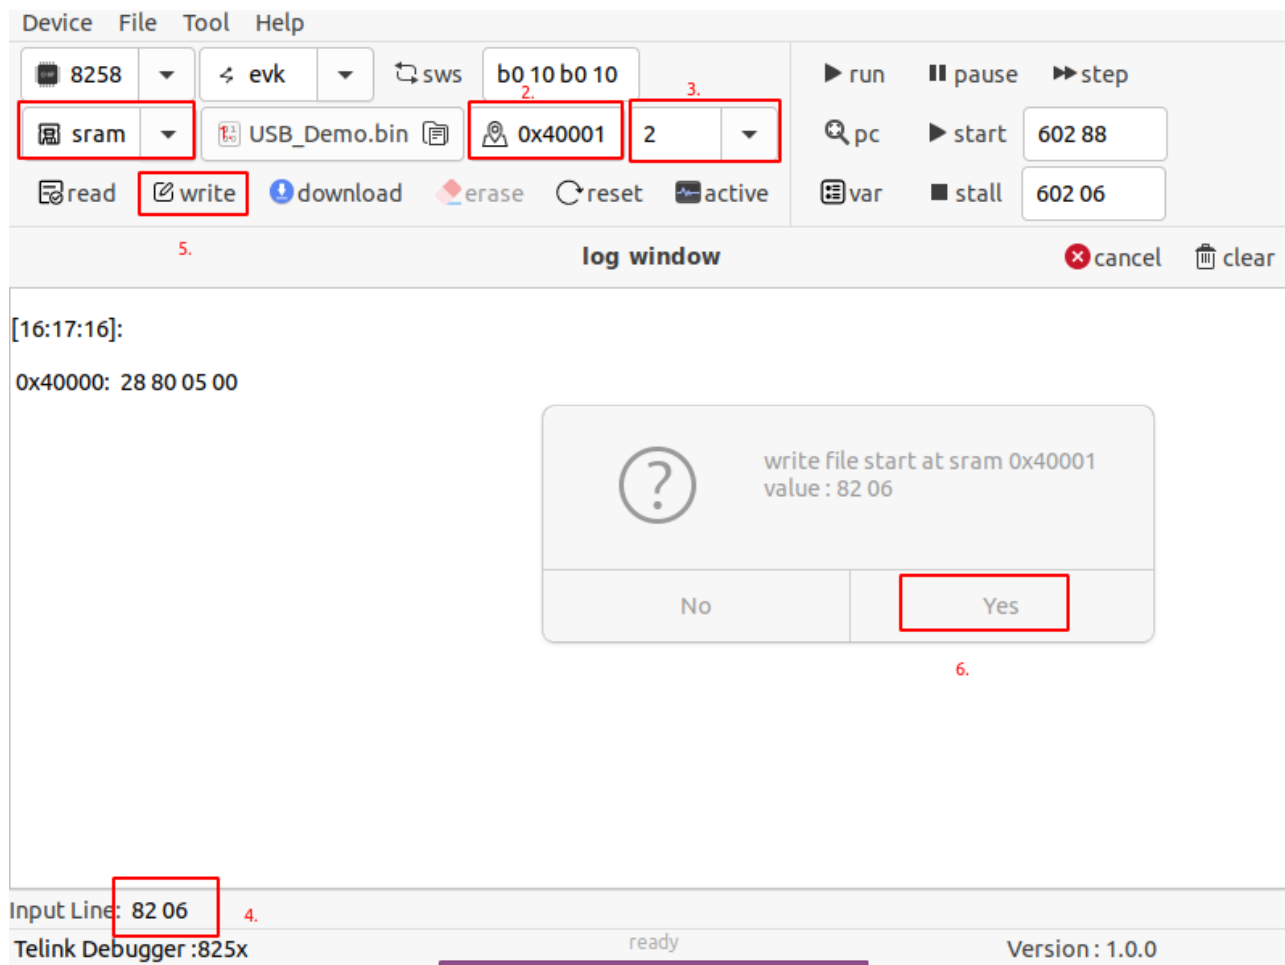 Device File Tool Help
8258 evk sws b0 10 b0 10 run pause step
2. 3.
sram USB_Demo.bin 0x40001 2 pc start 602 88
read write download erase reset active var stall 602 06
5. log window cancel clear
[16:17:16]:
0x40000: 28 80 05 00
write file start at sram 0x40001
value : 82 06
No Yes
6.
Input Line: 82 06 4.
Telink Debugger :825x ready Version : 1.0.0